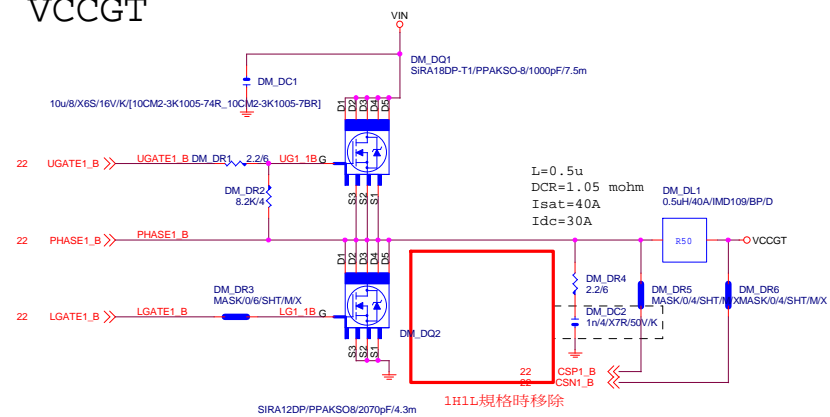 VCCGT
VIN
DM_DQ1
SiRA18DP-T1/PPAKSO-8/1000pF/7.5m
DM_DC1
10u/8/X6S/16V/K/[10CM2-3K1005-74R_10CM2-3K1005-7BR]
D1 D2 D3 D4 D5
22 UGATE1_B UGATE1_B DM_DR1 2.2/6 UG1_1B G
S3 S2 S1
DM_DR2
8.2K/4
L=0.5u
DCR=1.05 mohm
Isat=40A
Idc=30A
DM_DL1
0.5uH/40A/IMD109/BP/D
R50
VCCGT
22 PHASE1_B PHASE1_B
D1 D2 D3 D4 D5
DM_DR4
2.2/6
DM_DR5
MASK/0/4/SHT/M/X
DM_DR6
MASK/0/4/SHT/M/X
DM_DR3
MASK/0/6/SHT/M/X
22 LGATE1_B LGATE1_B LG1_1B G
DM_DC2
1n/4/X7R/50V/K
DM_DQ2
S3 S2 S1
22 CSP1_B
22 CSN1_B
1H1L規格時移除
SIRA12DP/PPAKSO8/2070pF/4.3m